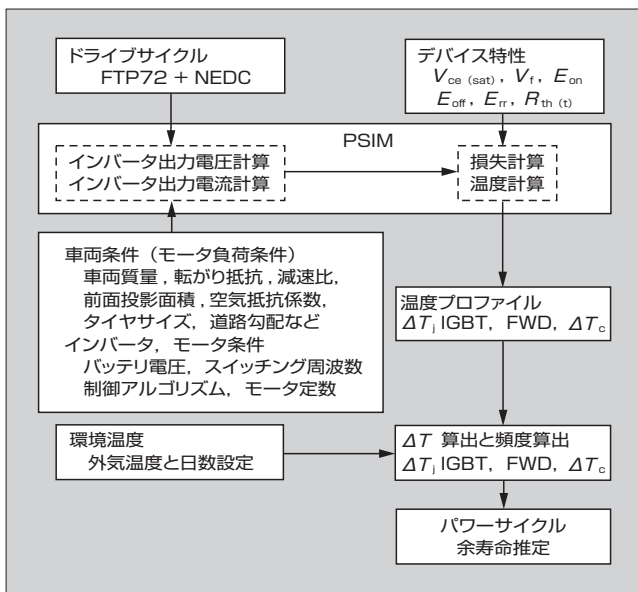 ドライブサイクル
FTP72 + NEDC
デバイス特性
Vce (sat), Vf, Eon
Eoff, Err, Rth (t)
PSIM
インバータ出力電圧計算
インバータ出力電流計算
損失計算
温度計算
車両条件（モータ負荷条件）
車両質量，転がり抵抗，減速比，
前面投影面積，空気抵抗係数，
タイヤサイズ，道路勾配など
インバータ，モータ条件
バッテリ電圧，スイッチング周波数
制御アルゴリズム，モータ定数
温度プロファイル
ΔTj IGBT, FWD, ΔTc
環境温度
外気温度と日数設定
ΔT 算出と頻度算出
ΔTj IGBT, FWD, ΔTc
パワーサイクル
余寿命推定